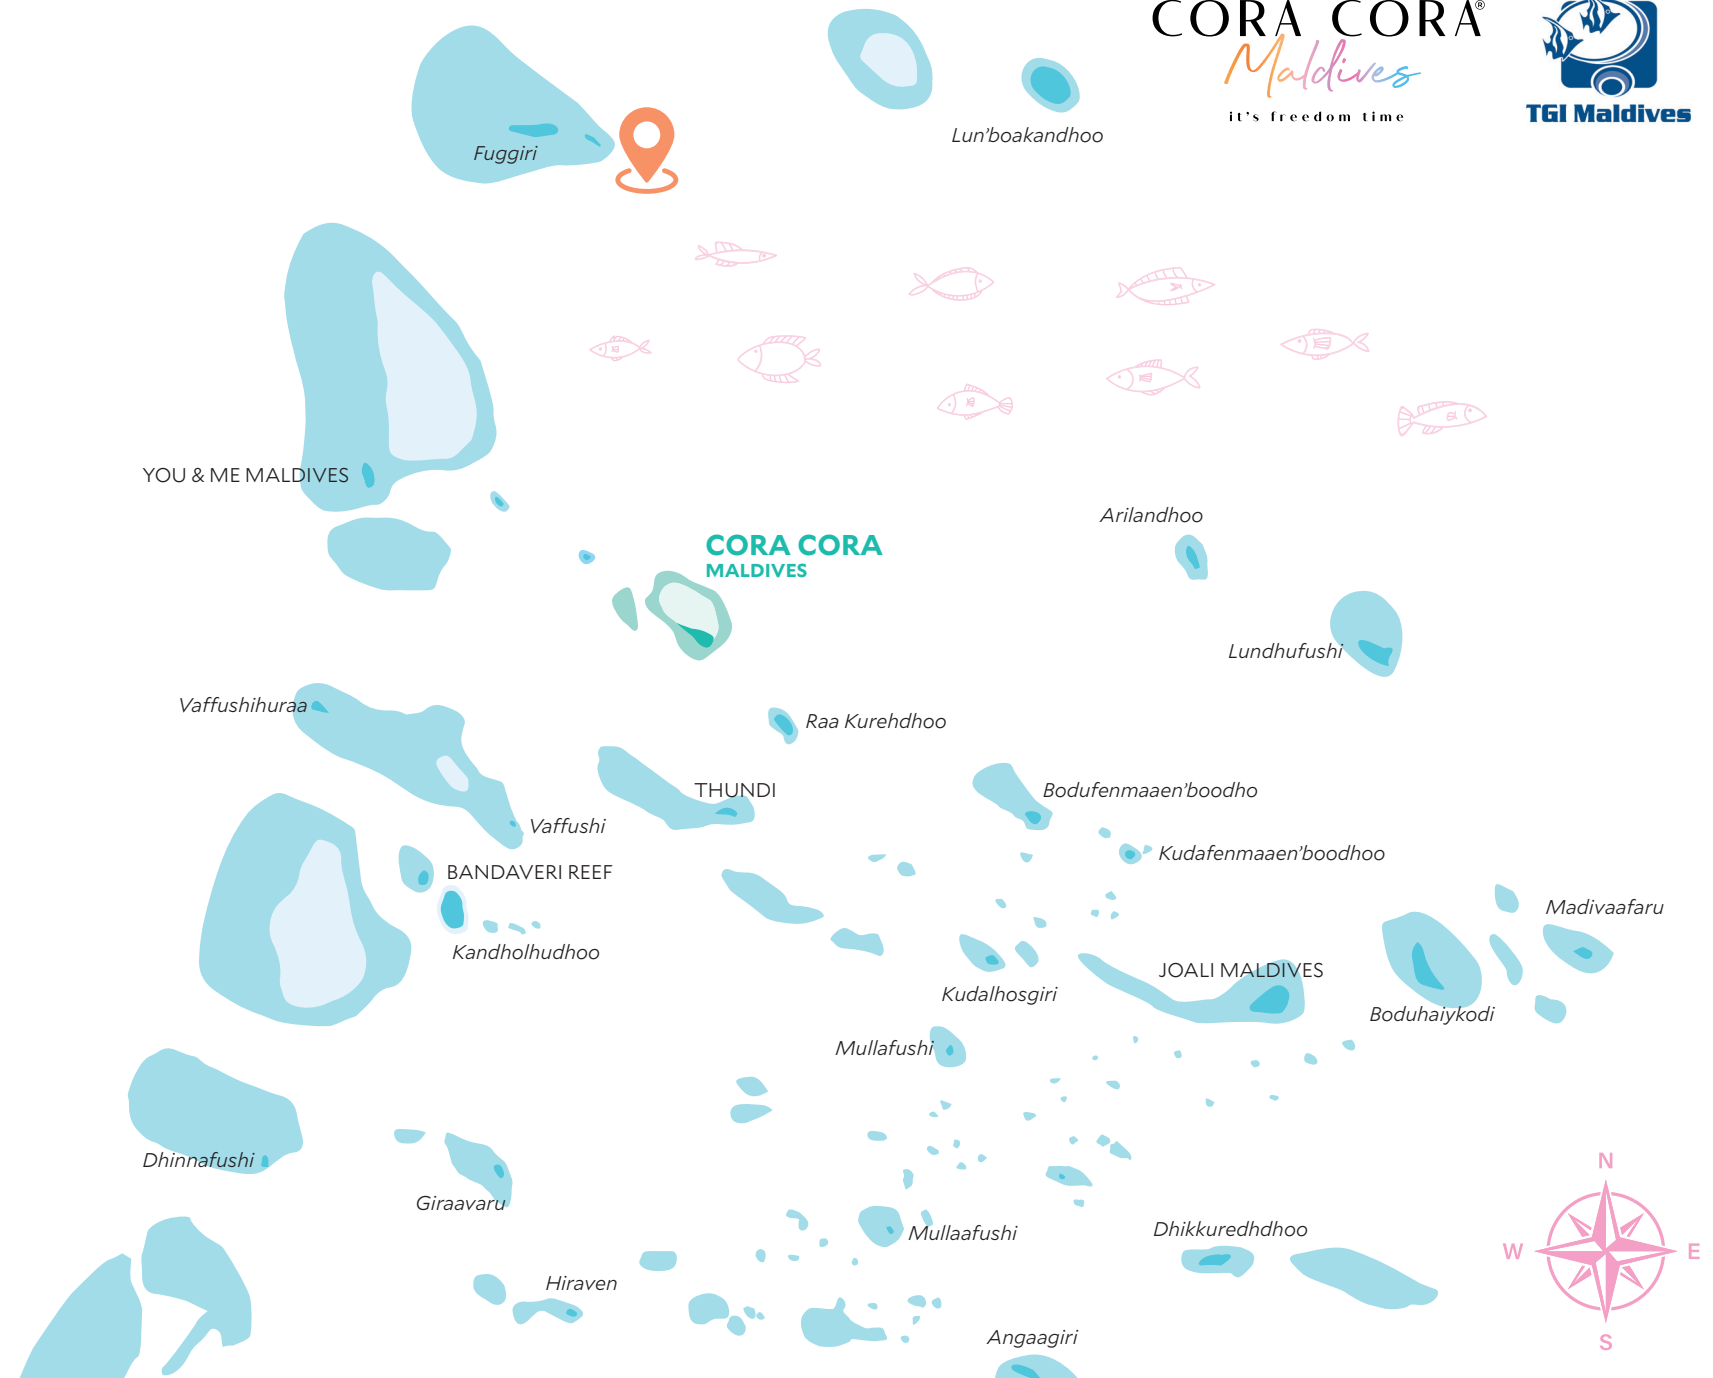 CORA CORA®
Maldives
it's freedom time
TGI Maldives
Lun'boakandhoo
Fuggiri
YOU & ME MALDIVES
Arilandhoo
CORA CORA
MALDIVES
Lundhufushi
Vaffushihuraa
Raa Kurehdhoo
THUNDI
Bodufenmaaen'boodho
Vaffushi
Kudafenmaaen'boodhoo
BANDAVERI REEF
Madivaafaru
Kandholhudhoo
JOALI MALDIVES
Kudalhosgiri
Boduhaiykodi
Mullafushi
Dhinnafushi
N
Giraavaru
Mullaafushi
Dhikkuredhdhoo
W
E
Hiraven
Angaagiri
S